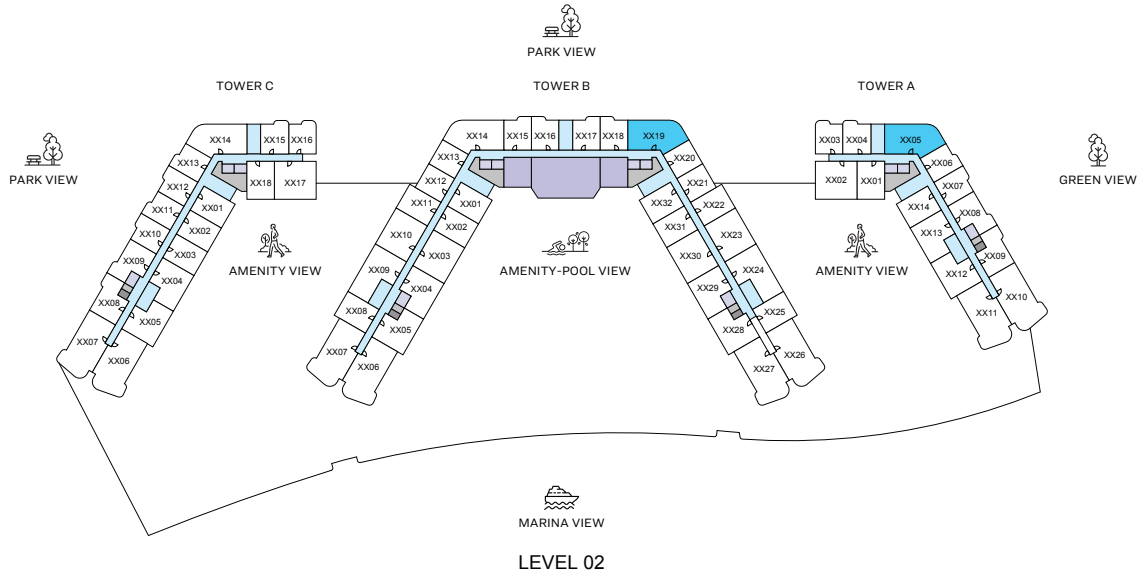 PARK VIEW
TOWER C
TOWER B
TOWER A
PARK VIEW
GREEN VIEW
XX14
XX15
XX16
XX13
XX12
XX11
XX10
XX09
XX08
XX07
XX18
XX17
XX01
XX02
XX03
XX04
XX05
XX06
XX14
XX15
XX16
XX17
XX18
XX19
XX13
XX12
XX11
XX10
XX09
XX08
XX07
XX01
XX02
XX03
XX04
XX05
XX06
XX20
XX21
XX22
XX23
XX24
XX25
XX26
XX32
XX31
XX30
XX29
XX28
XX27
XX03
XX04
XX05
XX02
XX01
XX06
XX07
XX08
XX09
XX10
XX14
XX13
XX12
XX11
AMENITY VIEW
AMENITY-POOL VIEW
AMENITY VIEW
MARINA VIEW
LEVEL 02